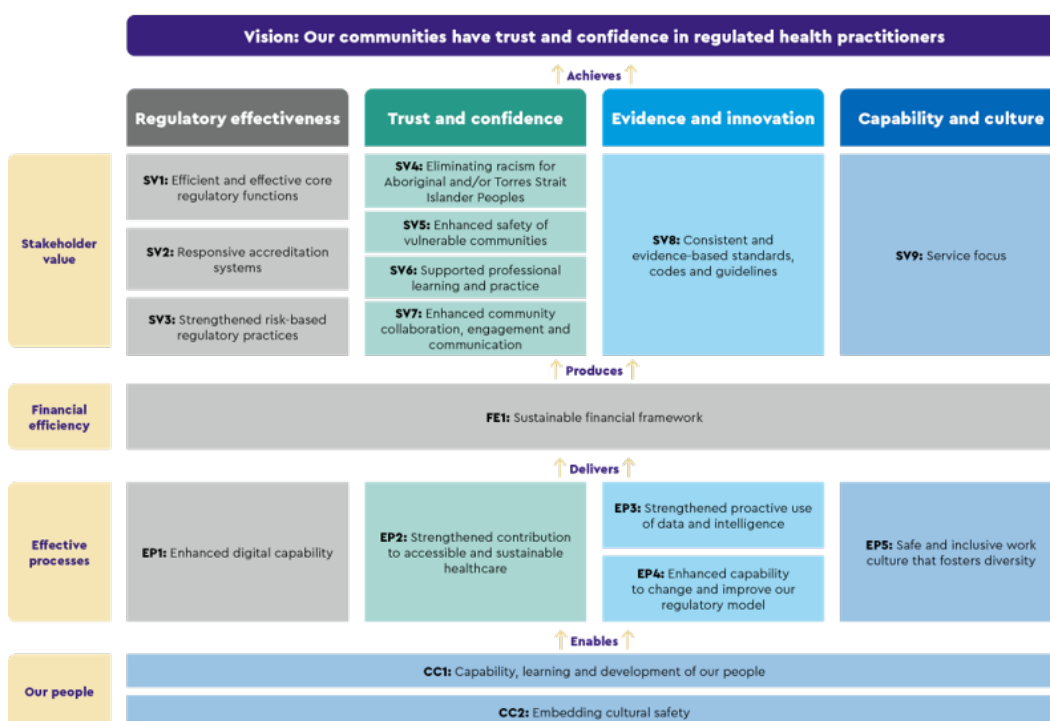 Vision: Our communities have trust and confidence in regulated health practitioners
Achieves
Regulatory effectiveness
Trust and confidence
Evidence and innovation
Capability and culture
Stakeholder
value
SV1: Efficient and effective core
regulatory functions
SV2: Responsive accreditation
systems
SV3: Strengthened risk-based
regulatory practices
SV4: Eliminating racism for
Aboriginal and/or Torres Strait
Islander Peoples
SV5: Enhanced safety of
vulnerable communities
SV6: Supported professional
learning and practice
SV7: Enhanced community
collaboration, engagement and
communication
SV8: Consistent and
evidence-based standards,
codes and guidelines
SV9: Service focus
Produces
Financial
efficiency
FE1: Sustainable financial framework
Delivers
Effective
processes
EP1: Enhanced digital capability
EP2: Strengthened contribution
to accessible and sustainable
healthcare
EP3: Strengthened proactive use
of data and intelligence
EP4: Enhanced capability
to change and improve our
regulatory model
EP5: Safe and inclusive work
culture that fosters diversity
Enables
Our people
CC1: Capability, learning and development of our people
CC2: Embedding cultural safety